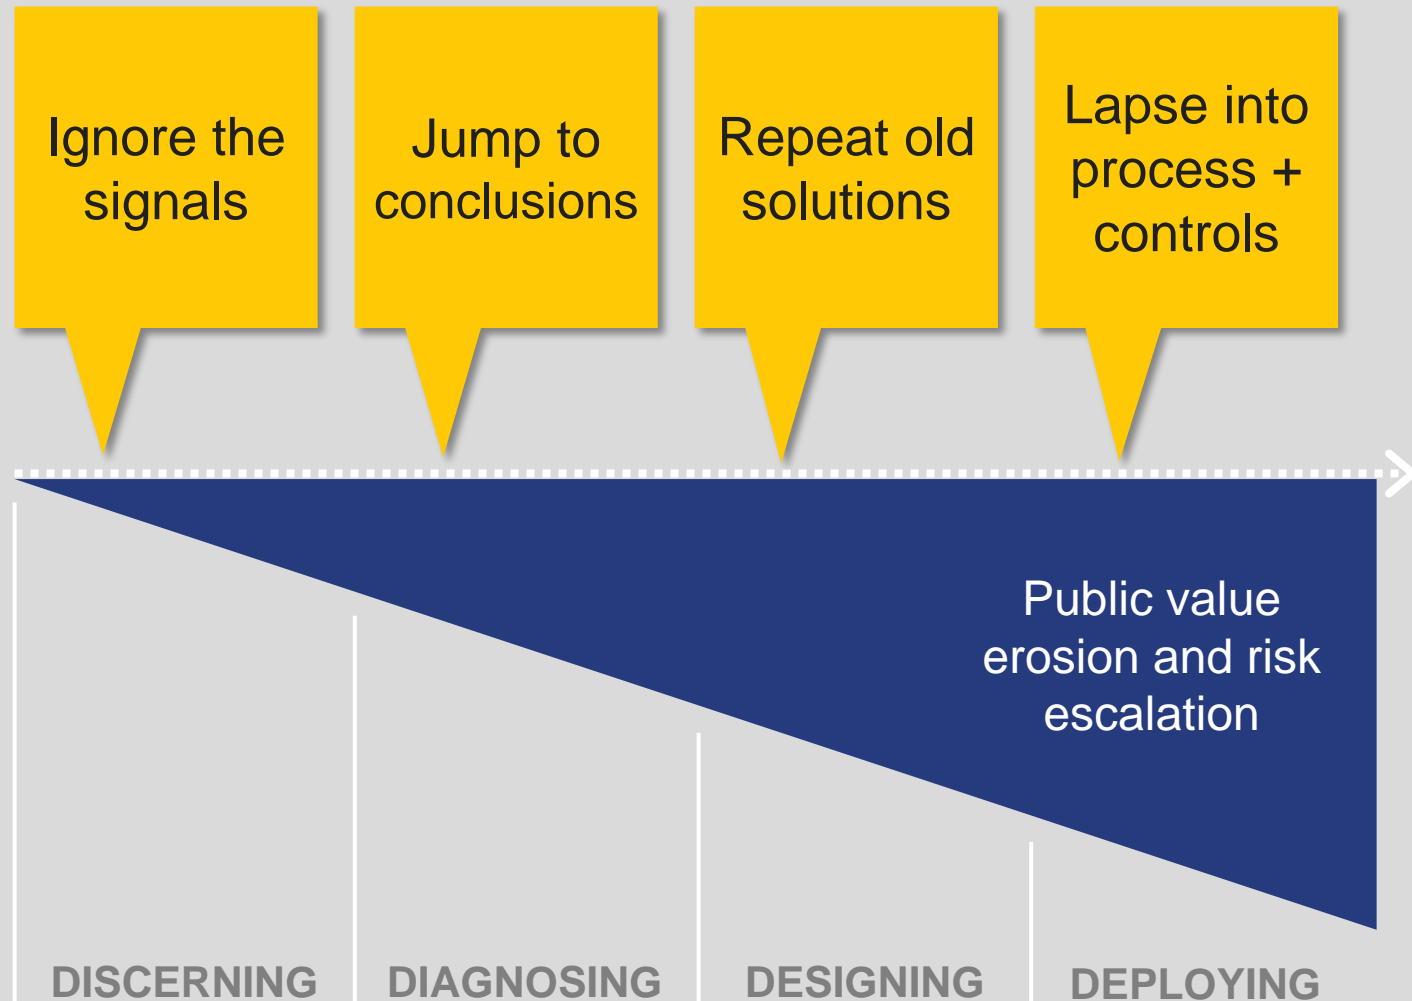 Ignore the
signals
Jump to
conclusions
Repeat old
solutions
Lapse into
process +
controls
Public value
erosion and risk
escalation
DISCERNING
DIAGNOSING
DESIGNING
DEPLOYING